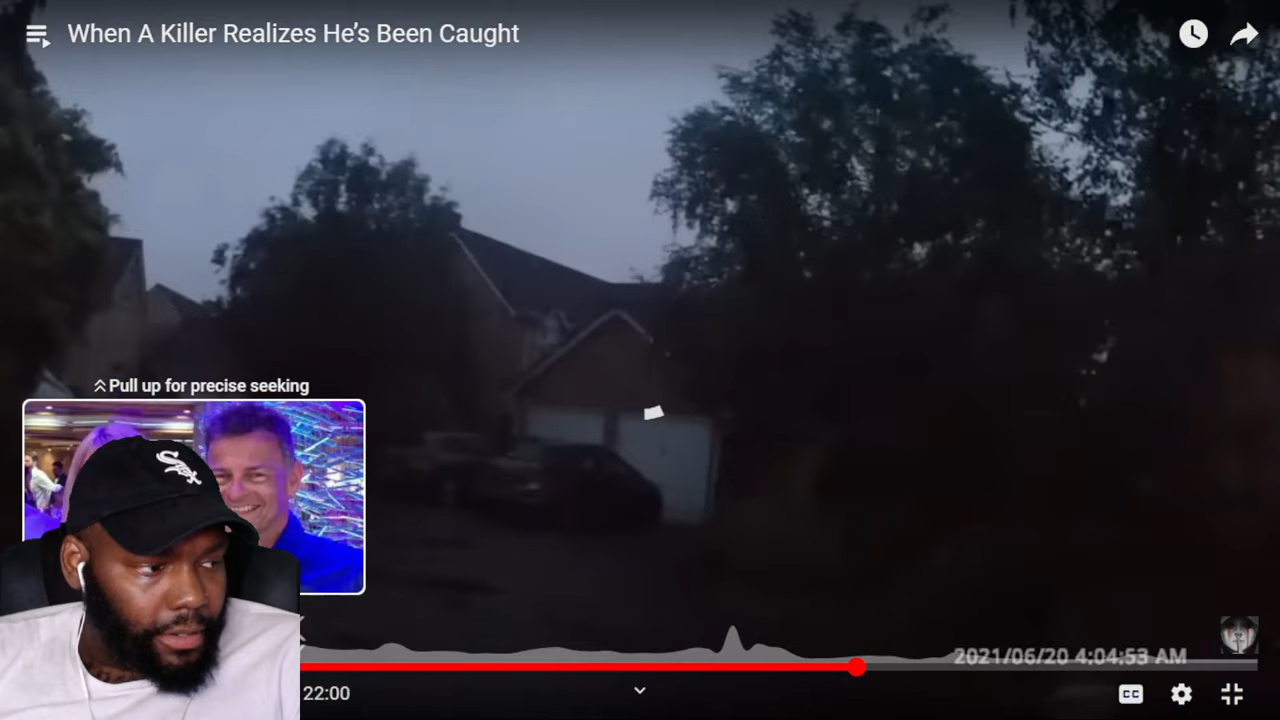 When A Killer Realizes He's Been Caught
Pull up for precise seeking
Sox
2021/06/20 4:04:53 AM
22:00
CC